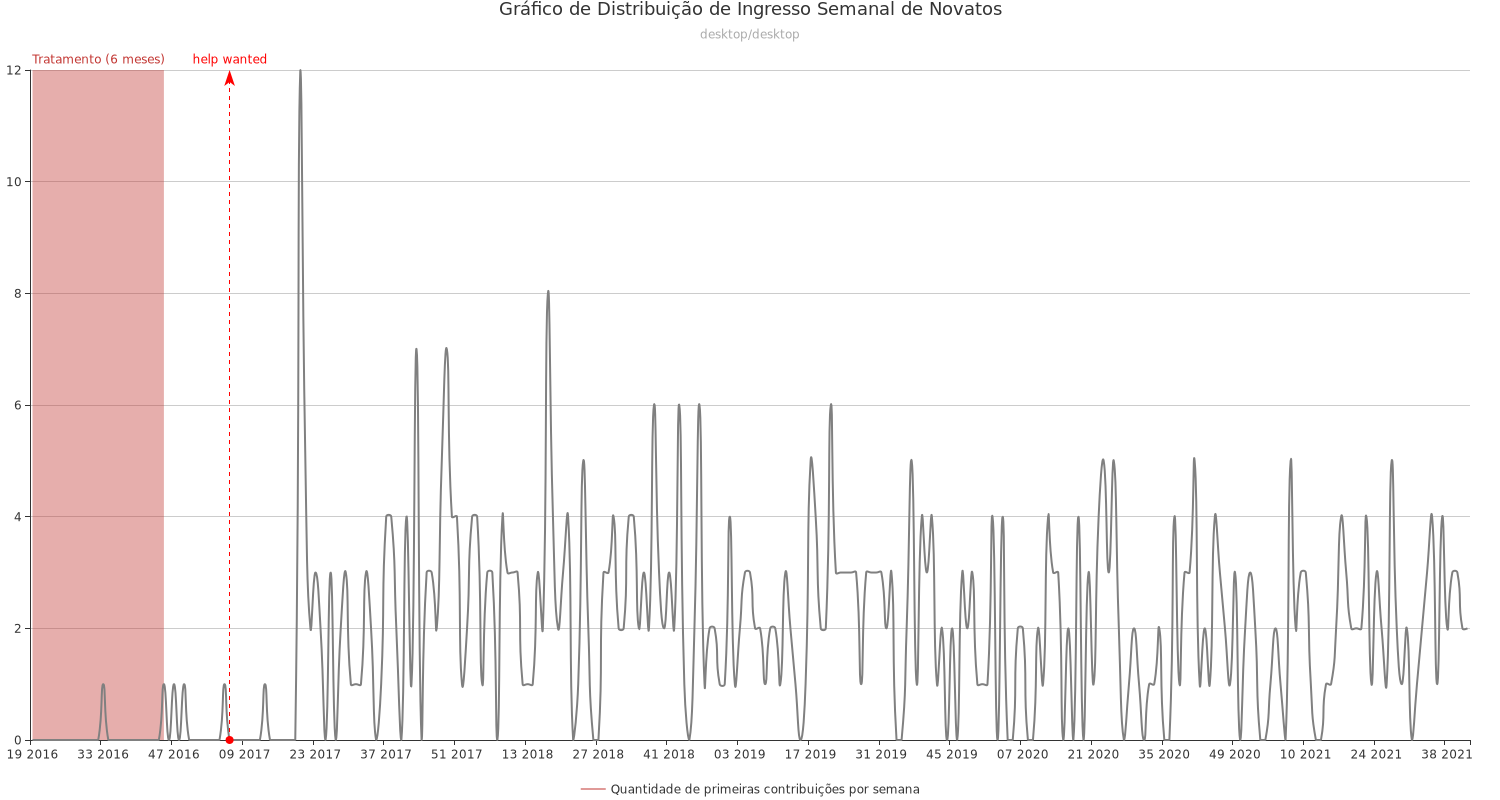 Gráfico de Distribuição de Ingresso Semanal de Novatos
desktop/desktop
Tratamento (6 meses) help wanted
12
10
8
6
4
2
0
19 2016 33 2016 47 2016 09 2017 23 2017 37 2017 51 2017 13 2018 27 2018 41 2018 03 2019 17 2019 31 2019 45 2019 07 2020 21 2020 35 2020 49 2020 10 2021 24 2021 38 2021
Quantidade de primeiras contribuições por semana